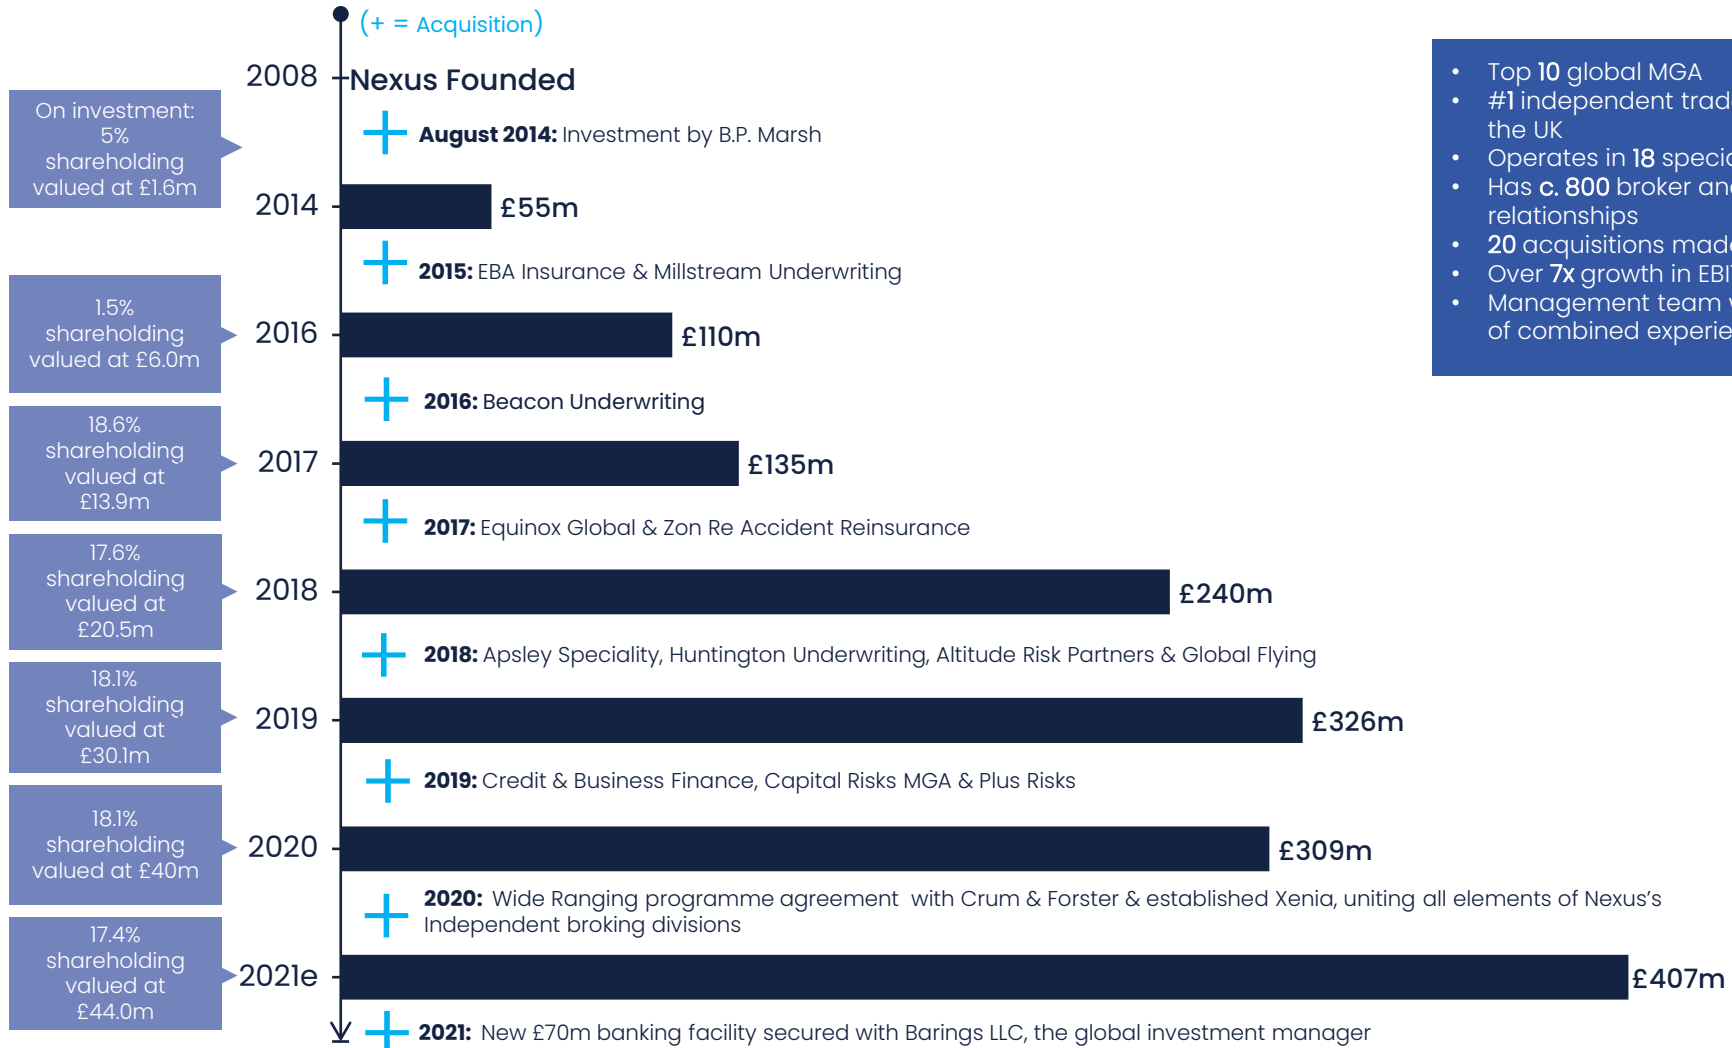 (+ = Acquisition)
2008
Nexus Founded
On investment:
5%
shareholding
valued at £1.6m
August 2014: Investment by B.P. Marsh
2014
£55m
2015: EBA Insurance & Millstream Underwriting
1.5%
shareholding
valued at £6.0m
2016
£110m
2016: Beacon Underwriting
18.6%
shareholding
valued at
£13.9m
2017
£135m
2017: Equinox Global & Zon Re Accident Reinsurance
17.6%
shareholding
valued at
£20.5m
2018
£240m
2018: Apsley Speciality, Huntington Underwriting, Altitude Risk Partners & Global Flying
18.1%
shareholding
valued at
£30.1m
2019
£326m
2019: Credit & Business Finance, Capital Risks MGA & Plus Risks
18.1%
shareholding
valued at £40m
2020
£309m
2020: Wide Ranging programme agreement with Crum & Forster & established Xenia, uniting all elements of Nexus's
Independent broking divisions
17.4%
shareholding
valued at
£44.0m
2021e
£407m
2021: New £70m banking facility secured with Barings LLC, the global investment manager
• Top 10 global MGA
• #1 independent
the UK
• Operates in 18
• Has c. 800 broker
relationships
• 20 acquisitions
• Over 7x growth in
• Management team
of combined